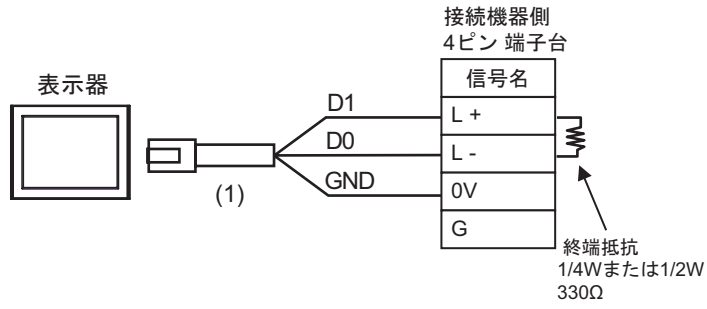 接続機器側
4ピン 端子台
表示器
信号名
D1
L +
D0
L -
GND
0V
(1)
G
終端抵抗
1/4Wまたは1/2W
330Ω